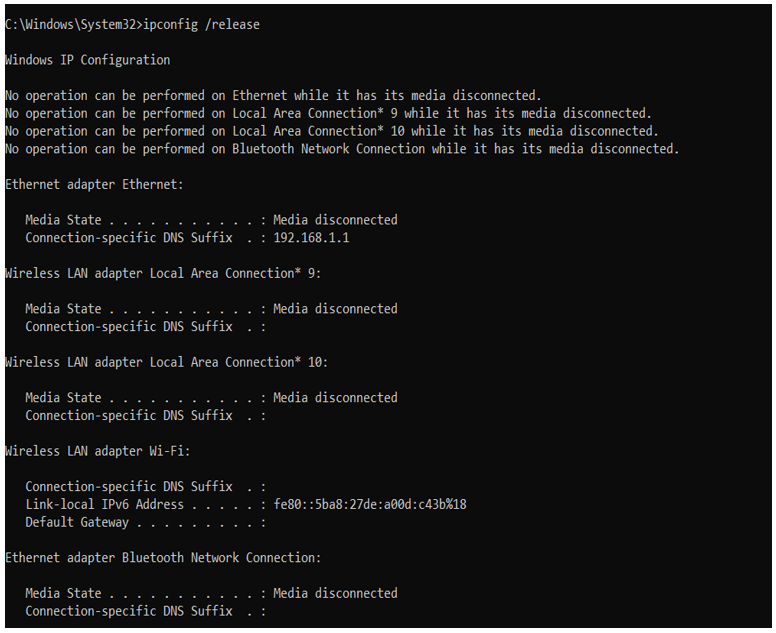 C:\Windows\System32>ipconfig /release
Windows IP Configuration
No operation can be performed on Ethernet while it has its media disconnected.
No operation can be performed on Local Area Connection* 9 while it has its media disconnected.
No operation can be performed on Local Area Connection* 10 while it has its media disconnected.
No operation can be performed on Bluetooth Network Connection while it has its media disconnected.
Ethernet adapter Ethernet:
Media State . . . . . . . . . . . : Media disconnected
Connection-specific DNS Suffix . : 192.168.1.1
Wireless LAN adapter Local Area Connection* 9:
Media State . . . . . . . . . . . : Media disconnected
Connection-specific DNS Suffix . :
Wireless LAN adapter Local Area Connection* 10:
Media State . . . . . . . . . . . : Media disconnected
Connection-specific DNS Suffix . :
Wireless LAN adapter Wi-Fi:
Connection-specific DNS Suffix . :
Link-local IPv6 Address . . . . . : fe80::5ba8:27de:a00d:c43b%18
Default Gateway . . . . . . . . . :
Ethernet adapter Bluetooth Network Connection:
Media State . . . . . . . . . . . : Media disconnected
Connection-specific DNS Suffix . :